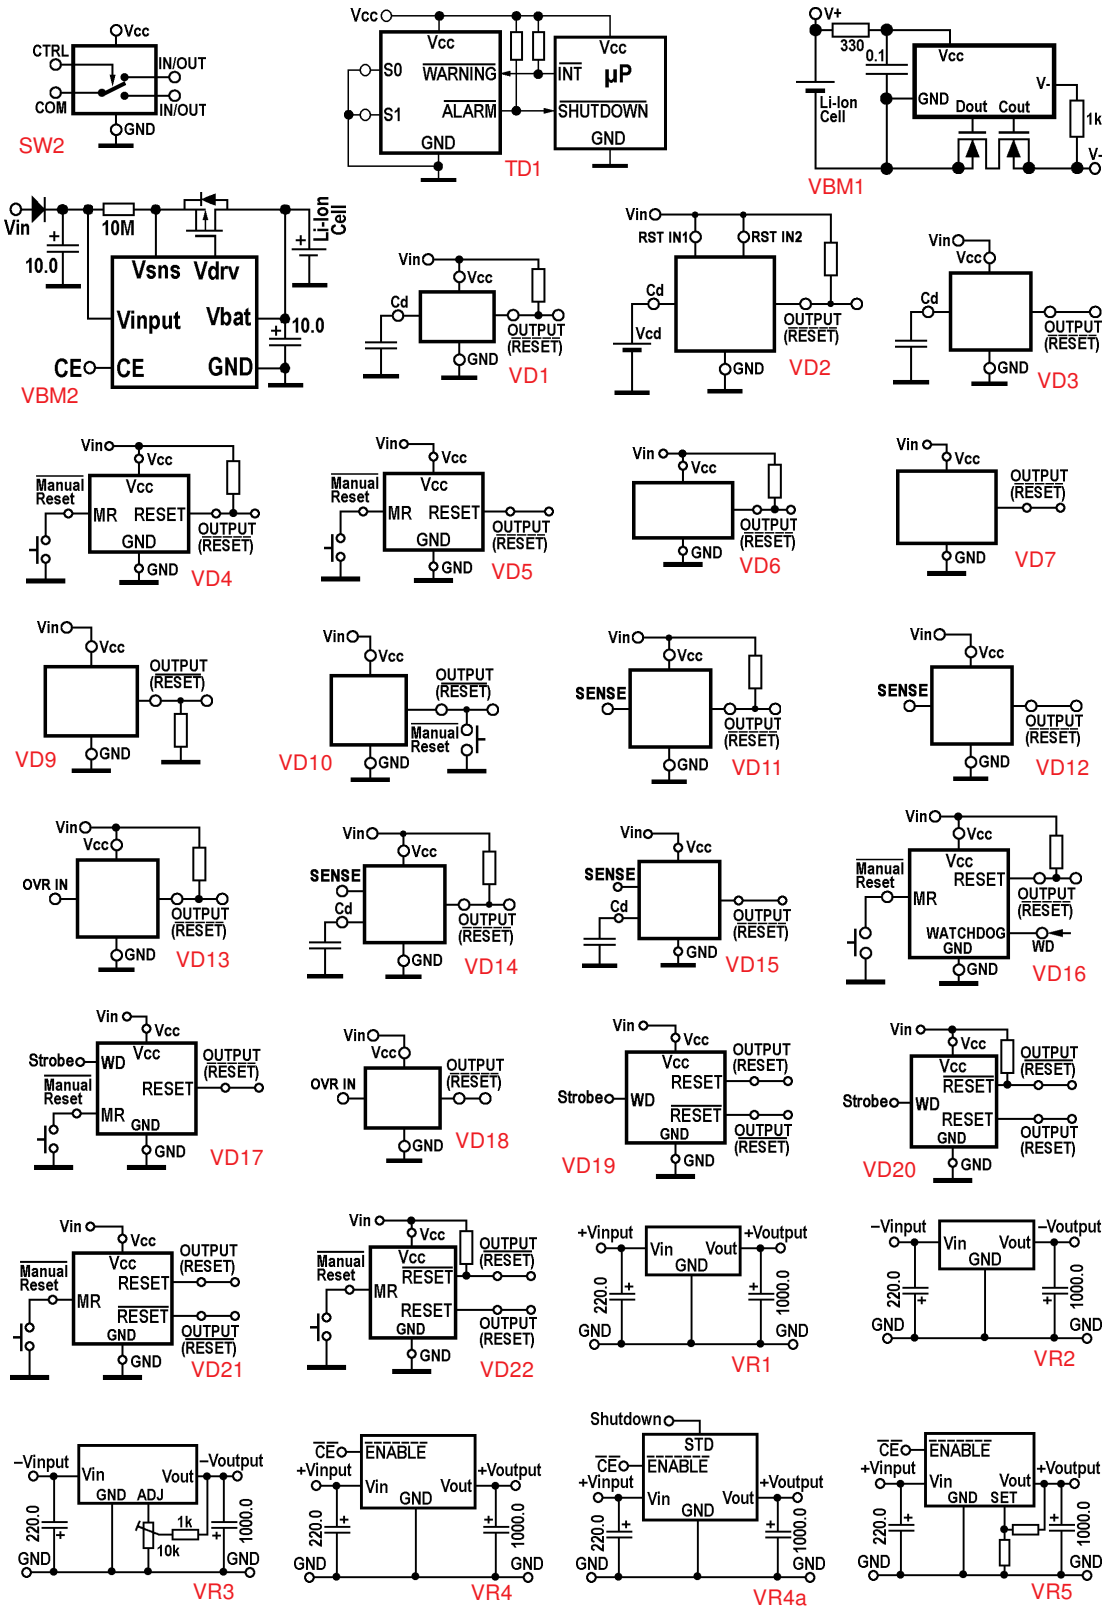 Vcc
CTRL
IN/OUT
COM
IN/OUT
GND
SW2
Vcc
Vcc
Vcc
S0
WARNING
INT
µP
S1
ALARM
SHUTDOWN
GND
GND
TD1
V+
330
0.1
Vcc
V-
Li-Ion
Cell
GND
Dout
Cout
1k
V-
VBM1
Vin
10M
+
10.0
+
Li-Ion
Cell
Vsns
Vdrv
Vinput
Vbat
+
10.0
CE
CE
GND
VBM2
Vin
Vcc
Cd
OUTPUT
(RESET)
GND
VD1
Vin
RST IN1
RST IN2
Cd
Vcd
OUTPUT
(RESET)
GND
VD2
Vin
Vcc
Cd
OUTPUT
(RESET)
GND
VD3
Vin
Vcc
Manual
Reset
Vcc
MR
RESET
OUTPUT
(RESET)
GND
GND
VD4
Vin
Vcc
Manual
Reset
Vcc
MR
RESET
OUTPUT
(RESET)
GND
GND
VD5
Vin
Vcc
OUTPUT
(RESET)
GND
VD6
Vin
Vcc
OUTPUT
(RESET)
GND
VD7
Vin
Vcc
OUTPUT
(RESET)
GND
VD9
Vin
Vcc
OUTPUT
(RESET)
Manual
Reset
GND
VD10
Vin
Vcc
SENSE
OUTPUT
(RESET)
GND
VD11
Vin
Vcc
SENSE
OUTPUT
(RESET)
GND
VD12
Vin
Vcc
OVR IN
OUTPUT
(RESET)
GND
VD13
Vin
Vcc
SENSE
Cd
OUTPUT
(RESET)
GND
VD14
Vin
Vcc
SENSE
Cd
OUTPUT
(RESET)
GND
VD15
Vin
Vcc
Manual
Reset
Vcc
RESET
MR
OUTPUT
(RESET)
WATCHDOG
WD
GND
GND
VD16
Vin
Vcc
Strobe
WD
Vcc
OUTPUT
(RESET)
Manual
Reset
RESET
MR
GND
GND
VD17
Vin
Vcc
OVR IN
OUTPUT
(RESET)
GND
VD18
Vin
Vcc
Vcc
OUTPUT
(RESET)
RESET
Strobe
WD
RESET
GND
OUTPUT
(RESET)
GND
VD19
Vin
Vcc
Vcc
OUTPUT
(RESET)
RESET
Strobe
WD
RESET
GND
OUTPUT
(RESET)
GND
VD20
Vin
Vcc
Manual
Reset
Vcc
OUTPUT
(RESET)
RESET
MR
RESET
GND
OUTPUT
(RESET)
GND
VD21
Vin
Vcc
Manual
Reset
Vcc
OUTPUT
(RESET)
RESET
MR
RESET
GND
OUTPUT
(RESET)
GND
VD22
+Vinput
+Voutput
Vin
Vout
GND
220.0
+
+
1000.0
GND
GND
VR1
–Vinput
–Voutput
Vin
Vout
GND
220.0
+
+
1000.0
GND
GND
VR2
–Vinput
–Voutput
Vin
Vout
GND
ADJ
220.0
+
1k
10k
+
1000.0
GND
GND
VR3
CE
ENABLE
+Vinput
+Voutput
Vin
Vout
GND
220.0
+
+
1000.0
GND
GND
VR4
Shutdown
STD
CE
ENABLE
+Vinput
+Voutput
Vin
Vout
GND
220.0
+
+
1000.0
GND
GND
VR4a
CE
ENABLE
+Vinput
+Voutput
Vin
Vout
GND
SET
220.0
+
+
1000.0
GND
GND
VR5